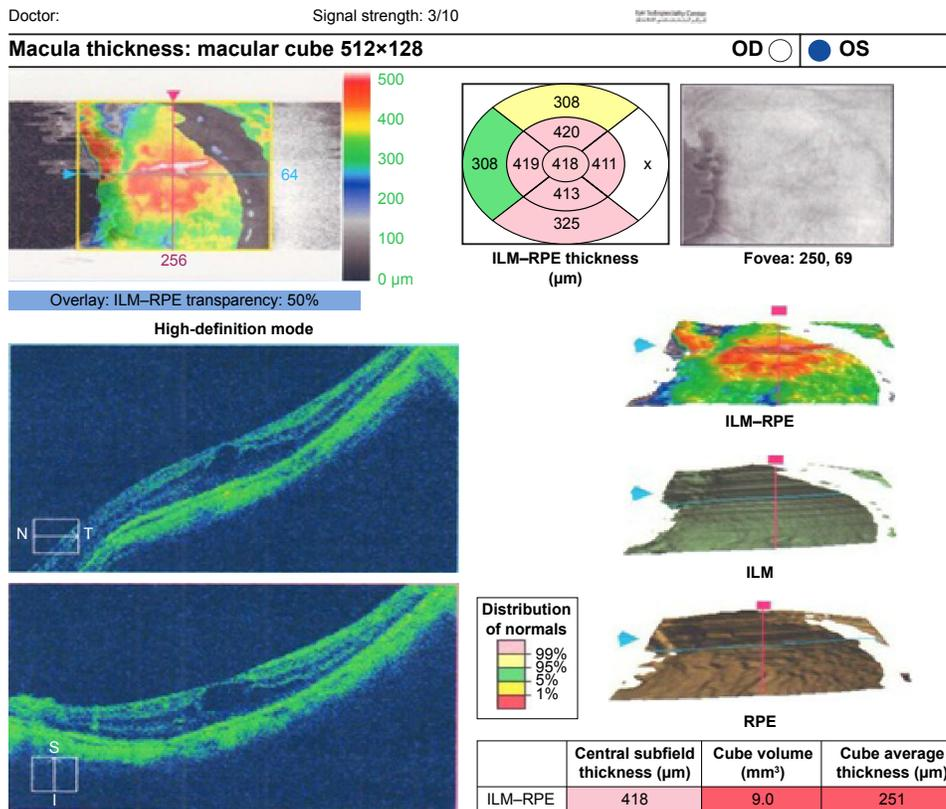 Doctor:
Signal strength: 3/10
Macula thickness: macular cube 512×128
OD OS
500
400
300
200
100
0 µm
64
256
Overlay: ILM–RPE transparency: 50%
308
420
308 419 418 411 x
413
325
ILM–RPE thickness
(µm)
Fovea: 250, 69
High-definition mode
N T
S
I
ILM–RPE
ILM
RPE
Distribution
of normals
99%
95%
5%
1%
Central subfield
thickness (µm)
Cube volume
(mm³)
Cube average
thickness (µm)
ILM–RPE 418 9.0 251